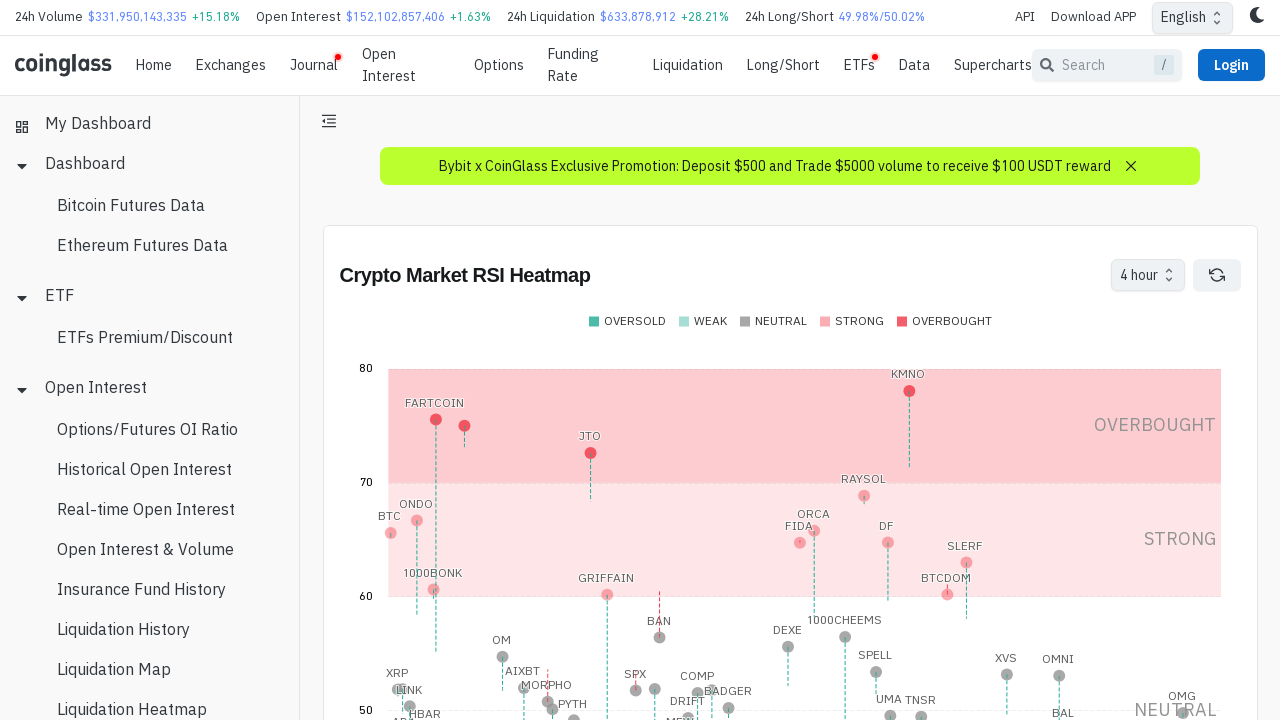 24h Volume $331,950,143,335 +15.18% Open Interest $152,102,857,406 +1.63% 24h Liquidation $633,878,912 +28.21% 24h Long/Short 49.98%/50.02% API Download APP English
coinglass Home Exchanges Journal Open Interest Options Funding Rate Liquidation Long/Short ETFs Data Supercharts Search / Login
My Dashboard
Dashboard
Bitcoin Futures Data
Ethereum Futures Data
ETF
ETFs Premium/Discount
Open Interest
Options/Futures OI Ratio
Historical Open Interest
Real-time Open Interest
Open Interest & Volume
Insurance Fund History
Liquidation History
Liquidation Map
Liquidation Heatmap
Bybit x CoinGlass Exclusive Promotion: Deposit $500 and Trade $5000 volume to receive $100 USDT reward
Crypto Market RSI Heatmap
4 hour
OVERSOLD WEAK NEUTRAL STRONG OVERBOUGHT
80
KMNO
FARTCOIN
OVERBOUGHT
JTO
70
RAYSOL
ONDO
BTC
ORCA
FIDA
DF
STRONG
SLERF
1000BONK
GRIFFAIN
BTCDOM
60
BAN
1000CHEEMS
DEXE
OM
SPELL
XVS
OMNI
XRP
AIXBT
SPX
COMP
LINK
MORPHO
BADGER
OMG
DRIFT
UMA
TNSR
PYTH
50
HBAR
BAL
NEUTRAL